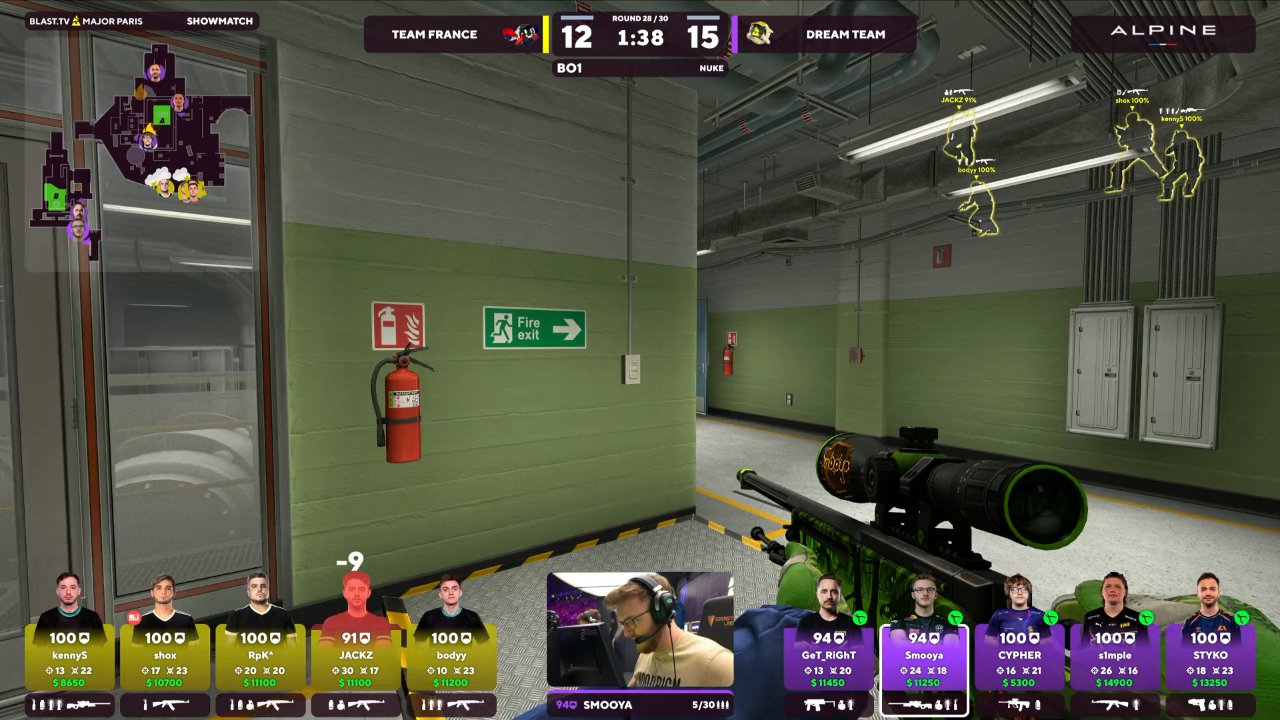 BLAST.TV MAJOR PARIS SHOWMATCH
TEAM FRANCE
12
ROUND 28 / 30
1:38
15
DREAM TEAM
BO1 NUKE
ALPINE
JACKZ 91%
bodyy 100%
shox 100%
kennyS 100%
Fire
exit
-9
100
kennyS
13 22
$ 8650
100
shox
17 23
$ 10700
100
RpK^
20 20
$ 11100
91
JACKZ
30 17
$ 11100
100
bodyy
10 23
$ 11200
94 SMOOYA 5/30
94
GeT_RiGhT
13 20
$ 11450
94
Smooya
24 18
$ 11250
100
CYPHER
16 21
$ 5300
100
s1mple
26 16
$ 14900
100
STYKO
18 23
$ 13250